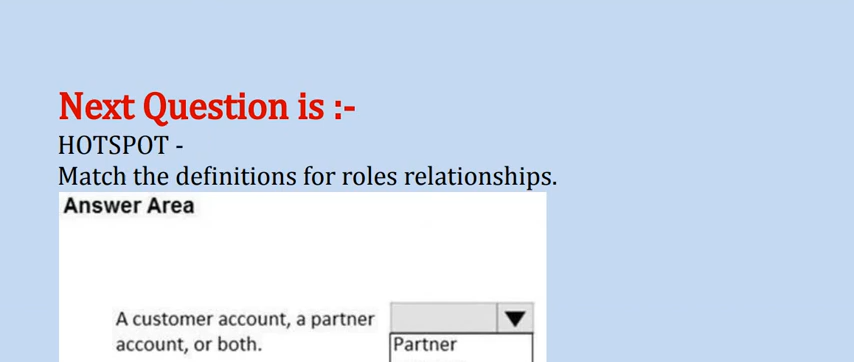 Next Question is :-
HOTSPOT -
Match the definitions for roles relationships.
Answer Area
A customer account, a partner
account, or both.
Partner